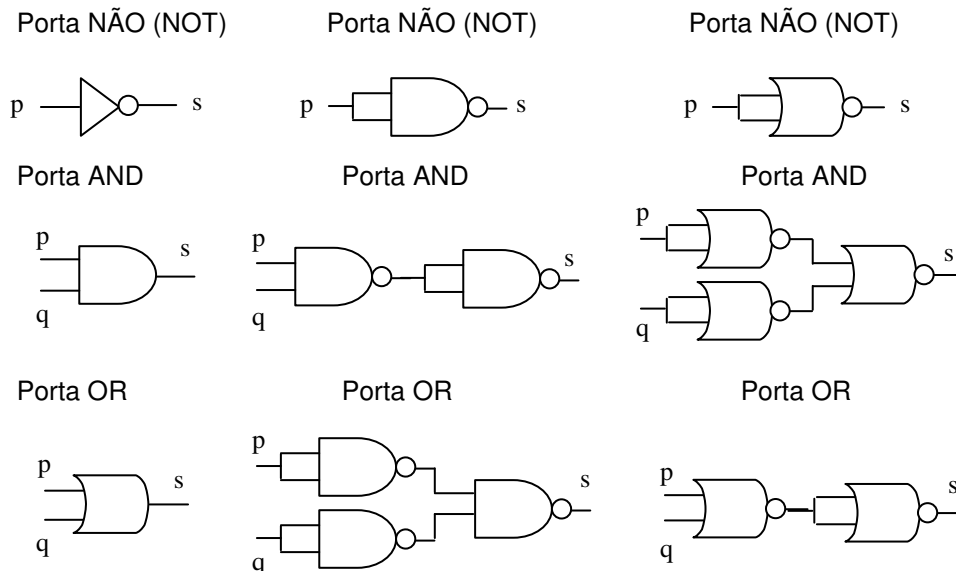 Porta NÃO (NOT) Porta NÃO (NOT) Porta NÃO (NOT)
p s p s p s
Porta AND Porta AND Porta AND
p s p s p s
q q q
Porta OR Porta OR Porta OR
p s p s p s
q q q